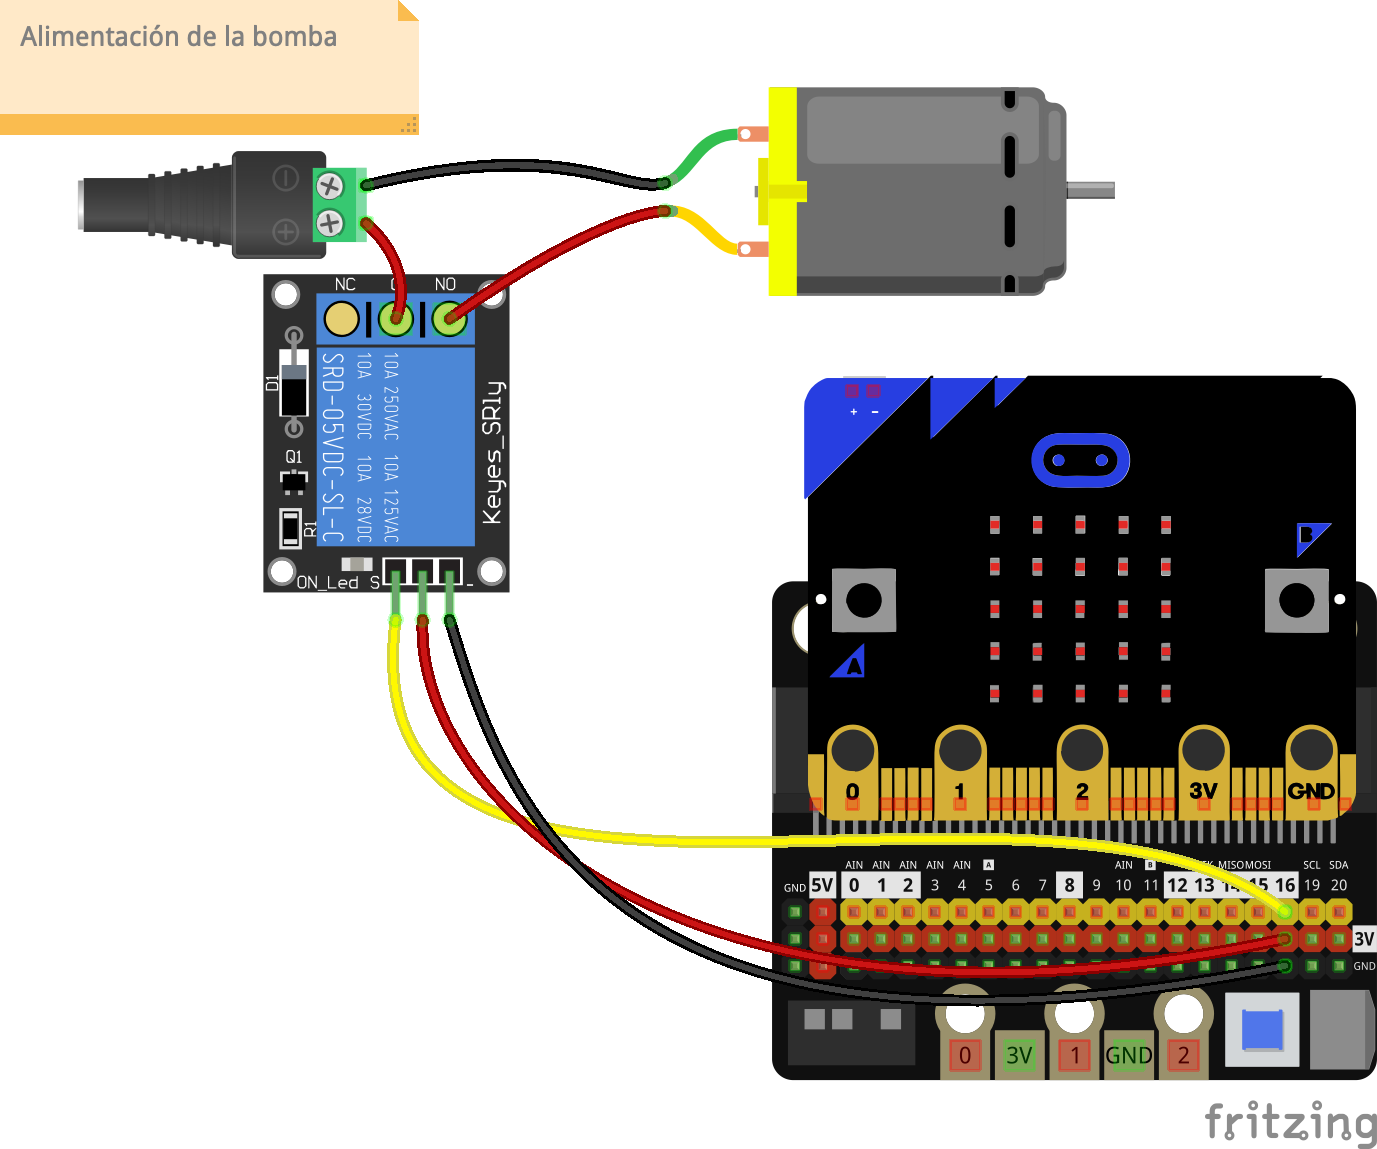 Alimentación de la bomba
NC
NO
D1
Q1
R1
SRD-05VDC-SL-C
10A 30VDC 10A 28VDC
10A 250VAC 10A 125VAC
Keyes_SRly
ON_Led S
-
+ -
B
A
0 1 2 3V GND
AIN AIN AIN AIN AIN A AIN B MISO MOSI SCL SDA
GND 5V 0 1 2 3 4 5 6 7 8 9 10 11 12 13 14 15 16 19 20
3V
GND
0 3V 1 GND 2
fritzing